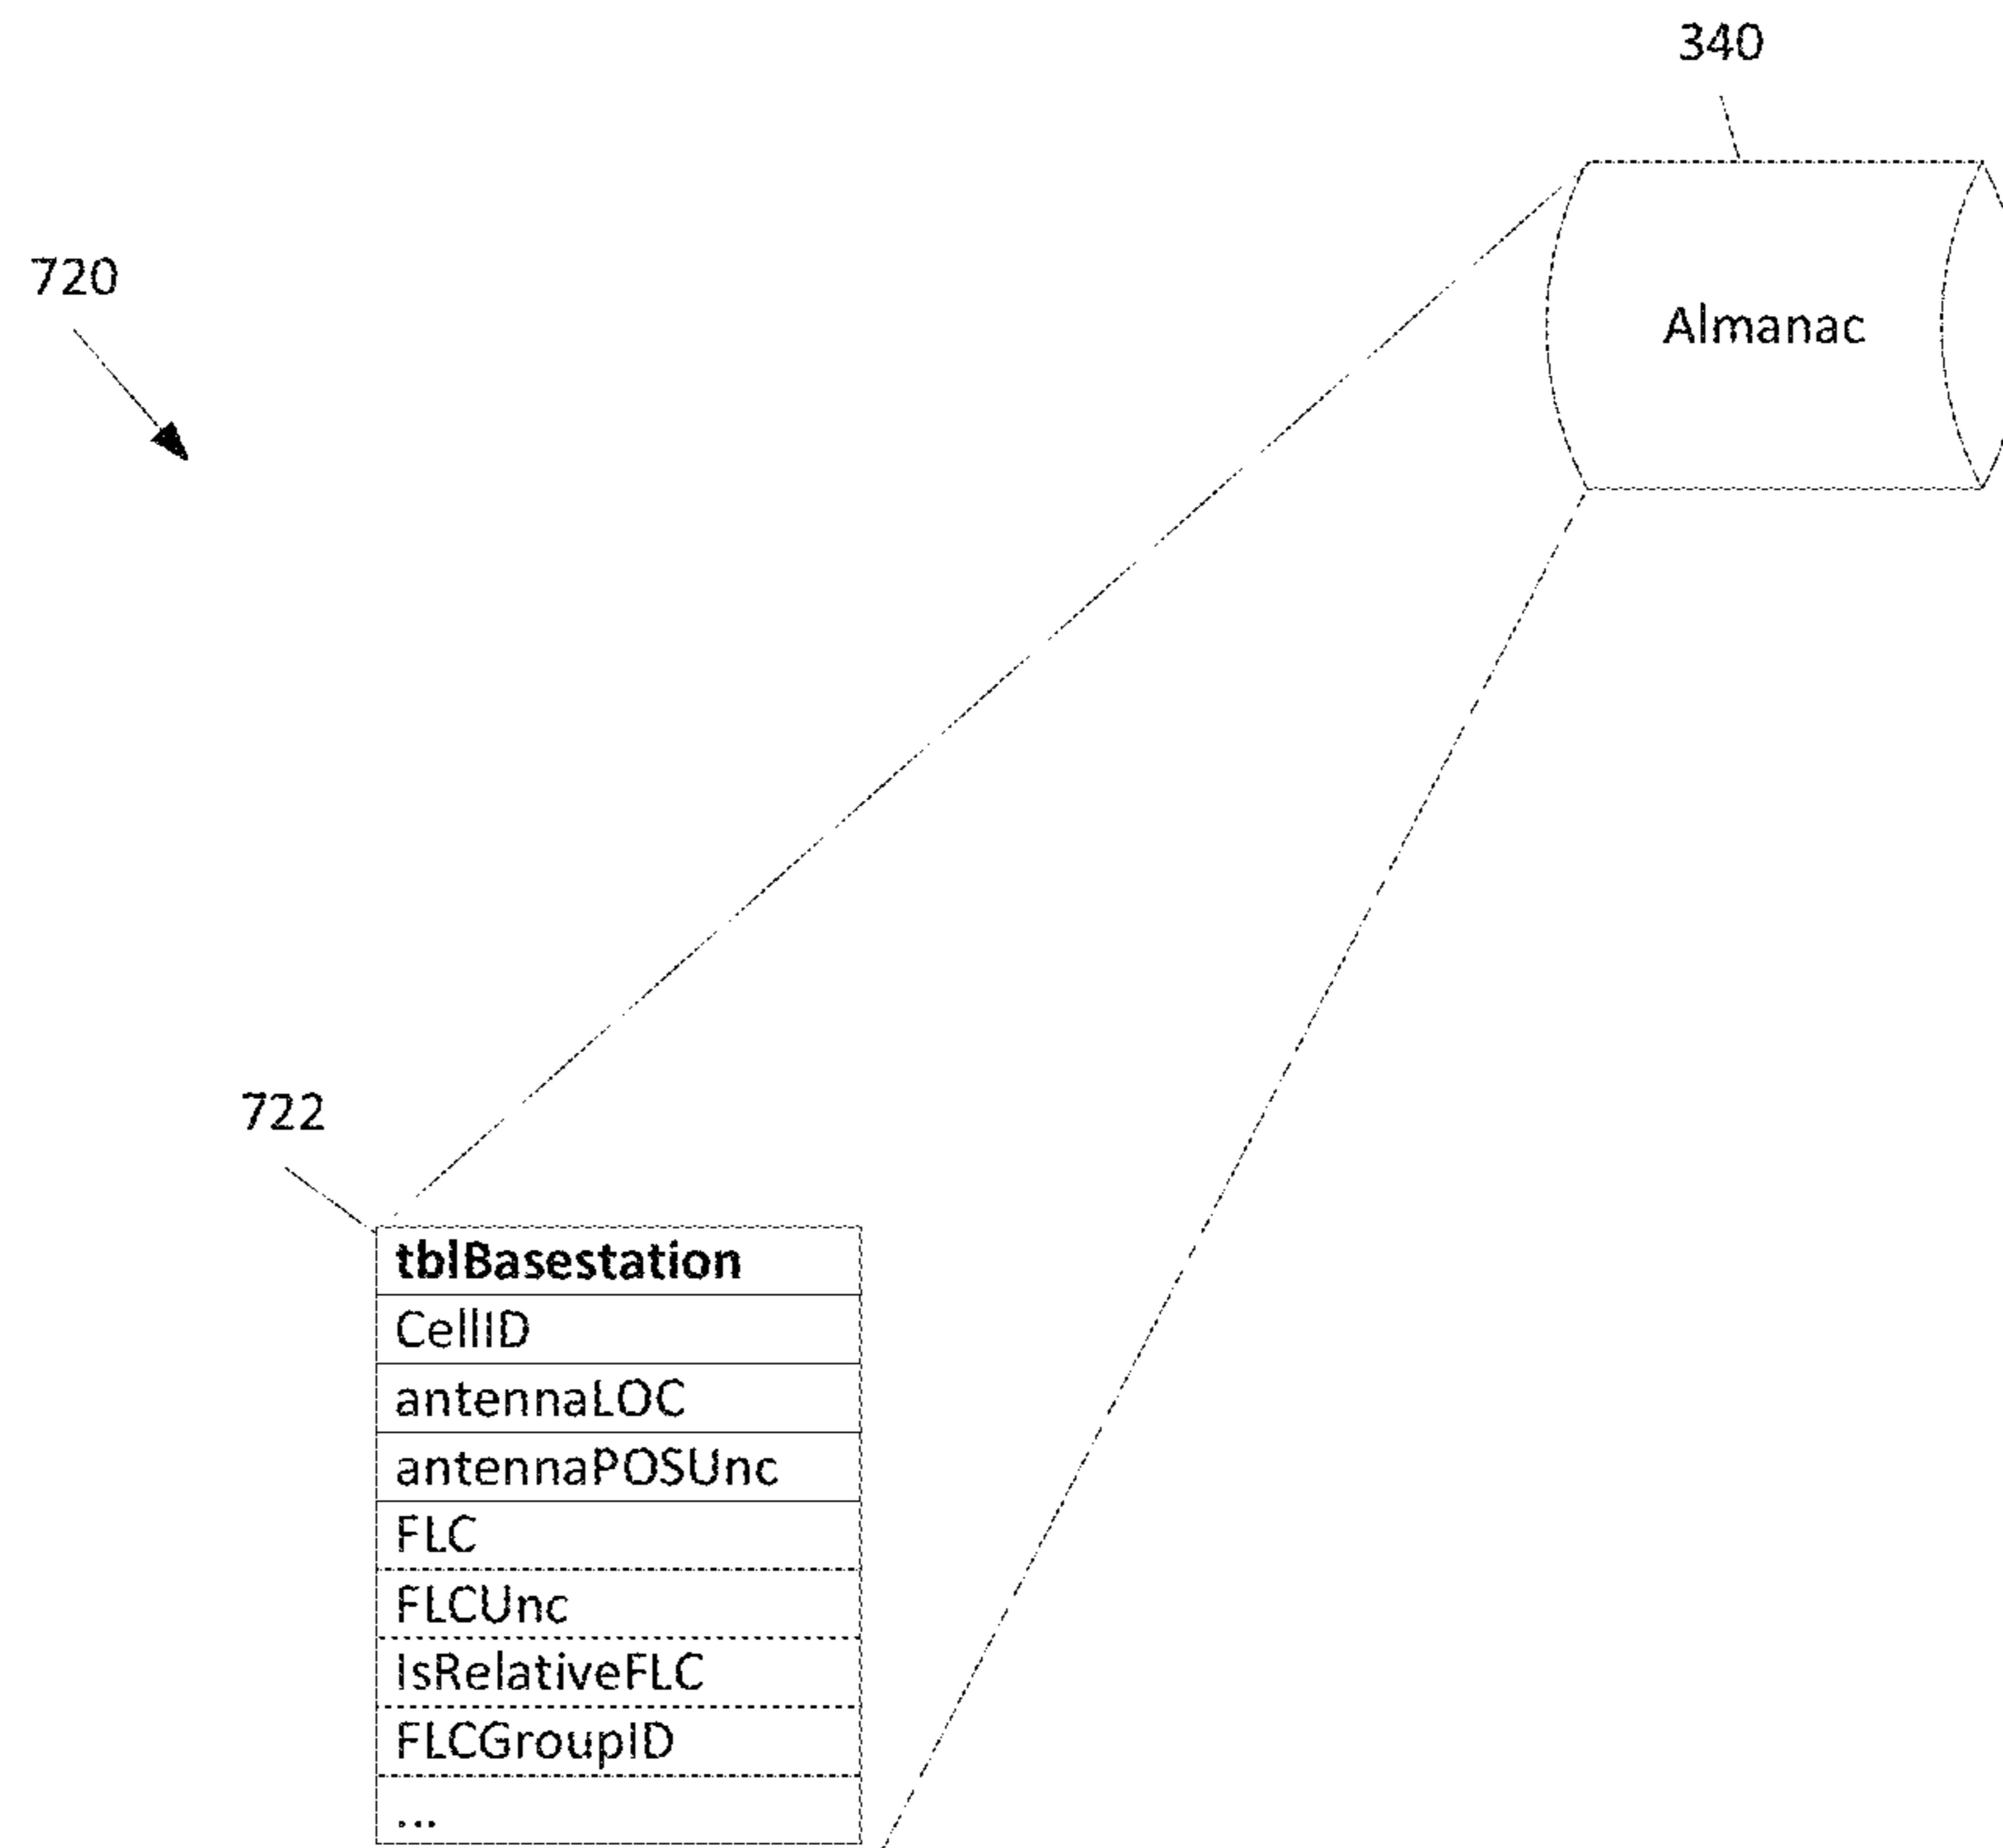 340
720
Almanac
722
tblBasestation
CellID
antennaLOC
antennaPOSUnc
FLC
FLCUnc
IsRelativeFLC
FLCGroupID
...